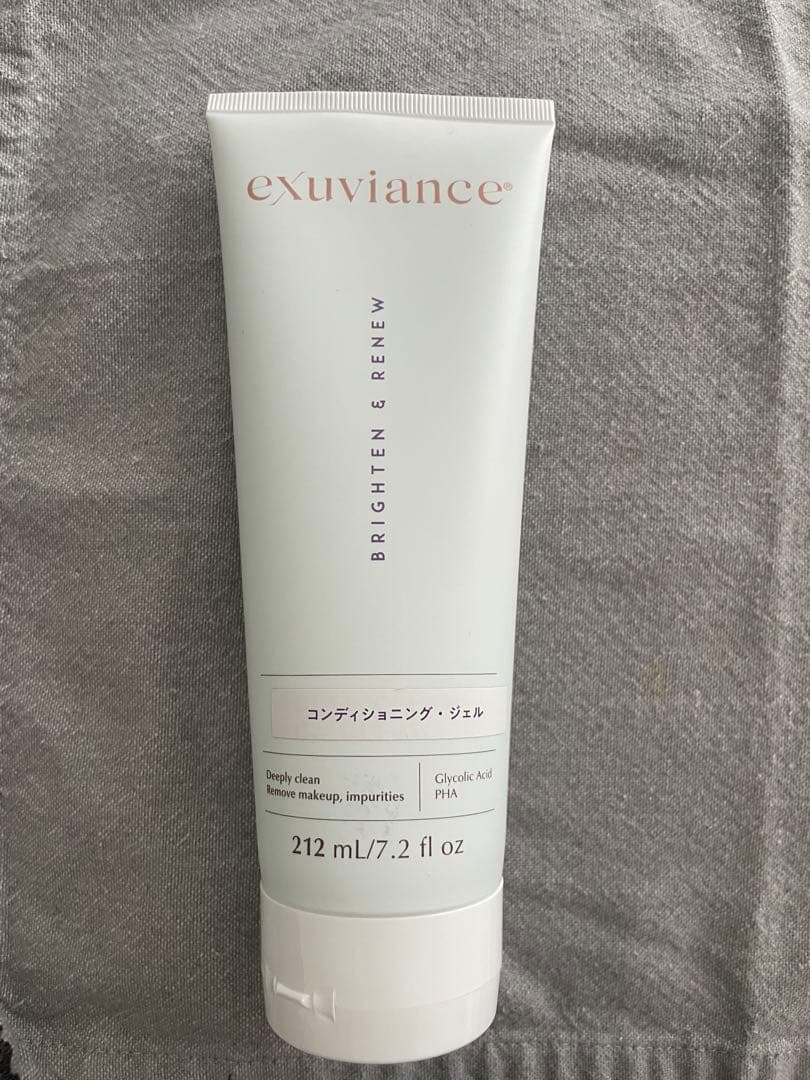 exuviance®
BRIGHTEN & RENEW
コンディショニング・ジェル
Deeply clean
Remove makeup, impurities
Glycolic Acid
PHA
212 mL/7.2 fl oz